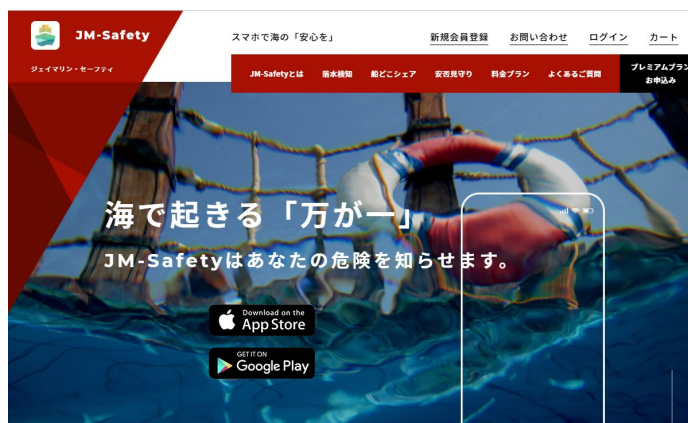 JM-Safety
ジェイマリン・セーフティ
スマホで海の「安心を」
新規会員登録
お問い合わせ
ログイン
カート
JM-Safetyとは
落水検知
船どこシェア
安否見守り
料金プラン
よくあるご質問
プレミアムプラン
お申込み
海で起きる「万が一」
JM-Safetyはあなたの危険を知らせます。
Download on the
App Store
GET IT ON
Google Play